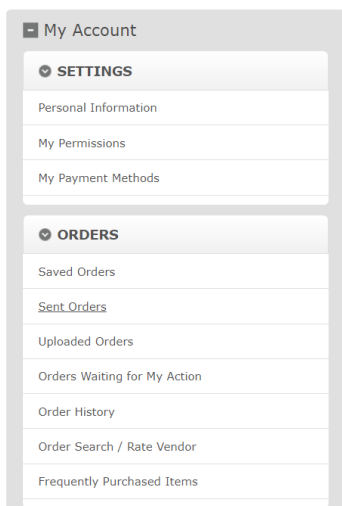 My Account
SETTINGS
Personal Information
My Permissions
My Payment Methods
ORDERS
Saved Orders
Sent Orders
Uploaded Orders
Orders Waiting for My Action
Order History
Order Search / Rate Vendor
Frequently Purchased Items